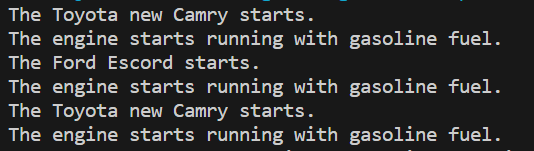 The Toyota new Camry starts.
The engine starts running with gasoline fuel.
The Ford Escord starts.
The engine starts running with gasoline fuel.
The Toyota new Camry starts.
The engine starts running with gasoline fuel.